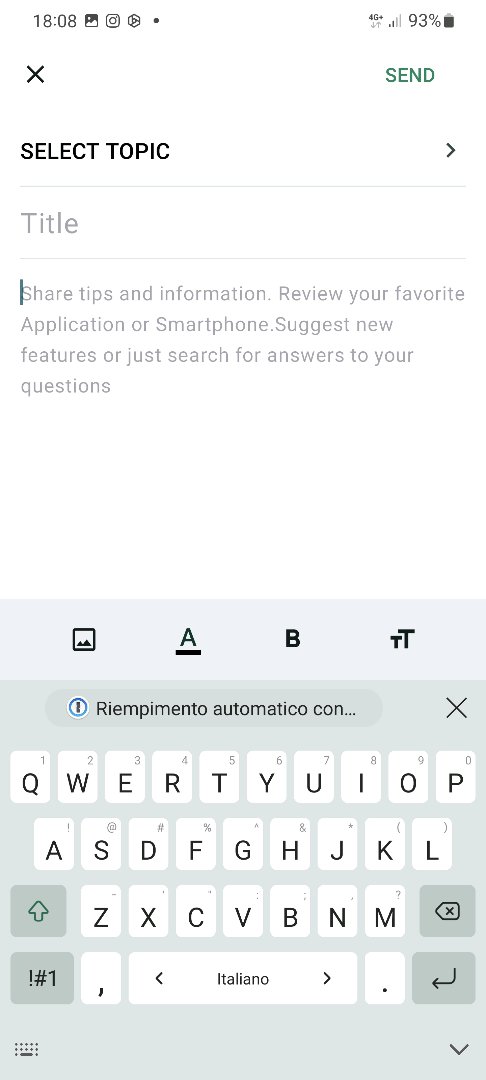 18:08 4G+ 93%
SEND
SELECT TOPIC
Title
Share tips and information. Review your favorite
Application or Smartphone.Suggest new
features or just search for answers to your
questions
A B TT
Riempimento automatico con...
1 2 3 4 5 6 7 8 9 0
Q W E R T Y U I O P
! @ # % ^ & * ( )
A S D F G H J K L
- ' " : ; , ?
Z X C V B N M
!#1 , < Italiano > .